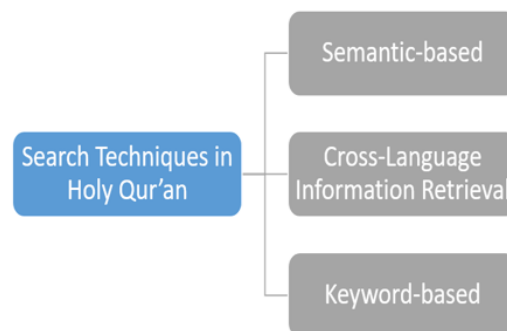 Search Techniques in
Holy Qur’an
Semantic-based
Cross-Language
Information Retrieval
Keyword-based